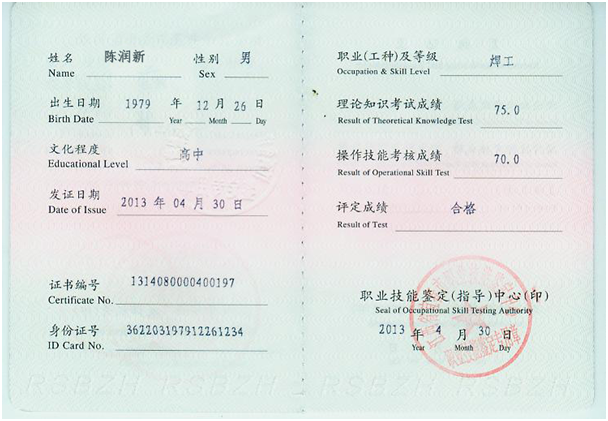 姓名 陈润新 性别 男
Name Sex
出生日期 1979 年 12 月 26 日
Birth Date Year Month Day
文化程度 高中
Educational Level
发证日期 2013 年 04 月 30 日
Date of Issue
证书编号 1314080000400197
Certificate No.
身份证号 362203197912261234
ID Card No.
职业(工种)及等级 焊工
Occupation & Skill Level
理论知识考试成绩 75.0
Result of Theoretical Knowledge Test
操作技能考核成绩 70.0
Result of Operational Skill Test
评定成绩 合格
Result of Test
职业技能鉴定(指导)中心(印)
Seal of Occupational Skill Testing Authority
2013 年 4 月 30 日
Year Month Day
RSBZH RSBZH RSBZH RSBZH